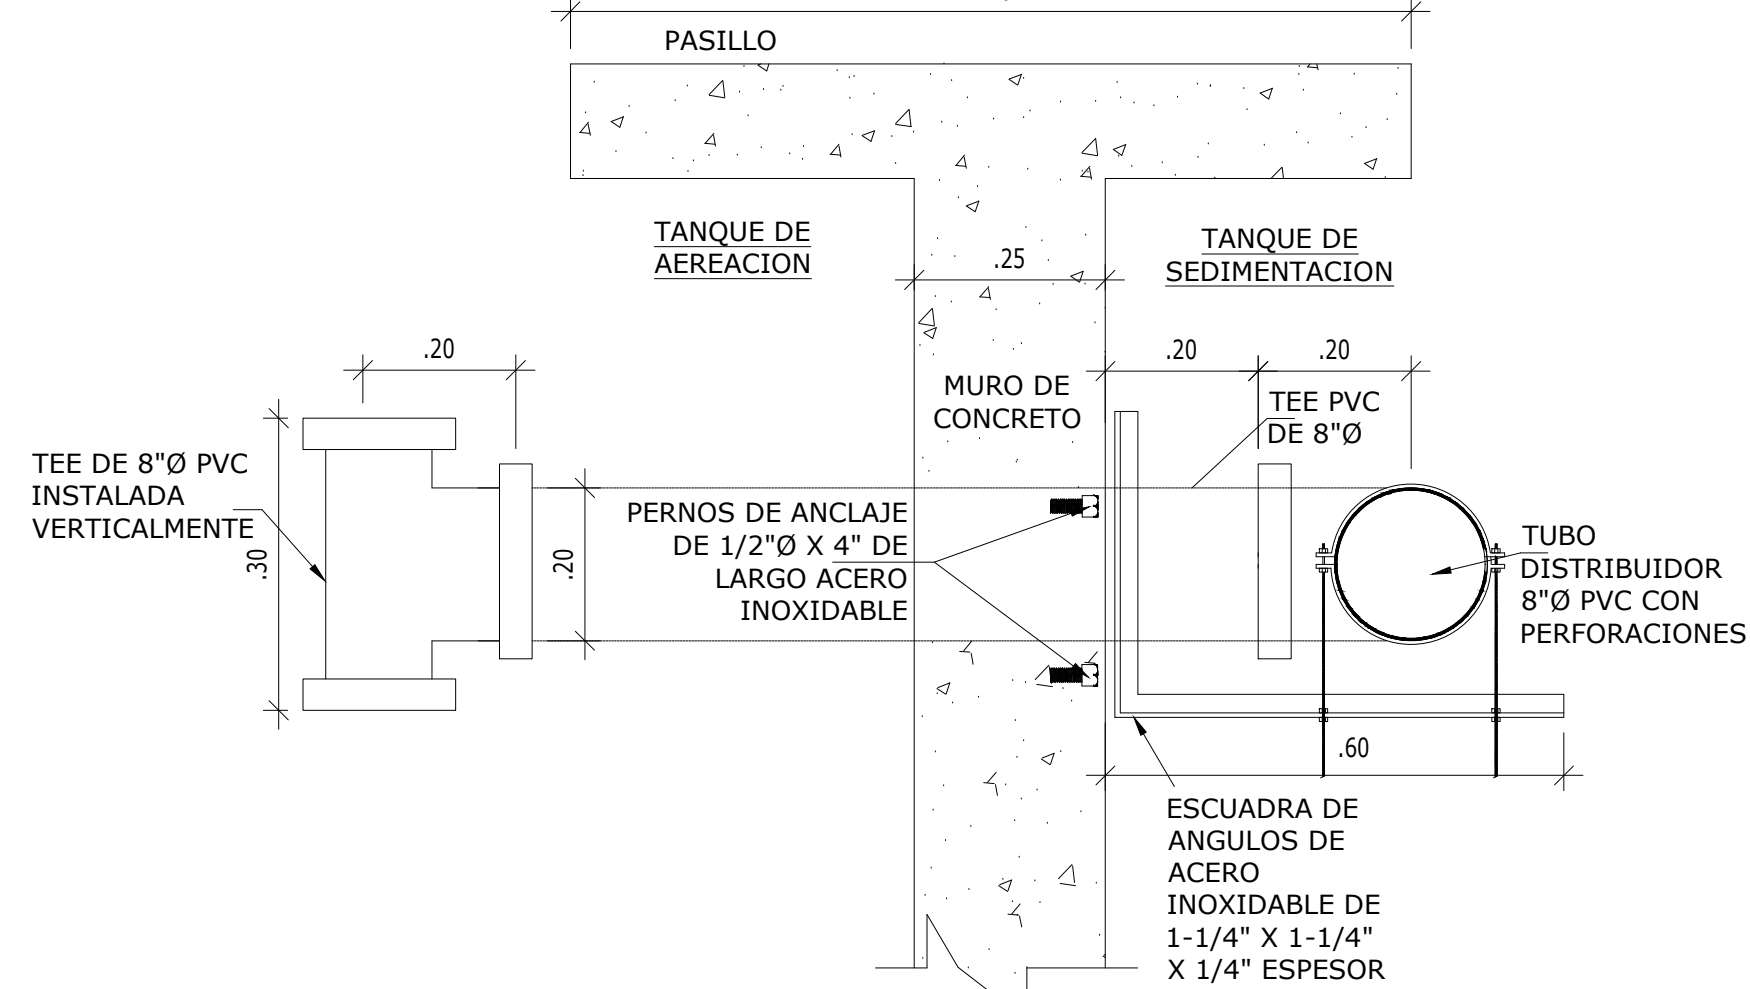 PASILLO
TANQUE DE
AEREACION
TANQUE DE
SEDIMENTACION
.25
.20
.20
.20
MURO DE
CONCRETO
TEE PVC
DE 8"Ø
TEE DE 8"Ø PVC
INSTALADA
VERTICALMENTE
.30
.20
PERNOS DE ANCLAJE
DE 1/2"Ø X 4" DE
LARGO ACERO
INOXIDABLE
TUBO
DISTRIBUIDOR
8"Ø PVC CON
PERFORACIONES
.60
ESCUADRA DE
ANGULOS DE
ACERO
INOXIDABLE DE
1-1/4" X 1-1/4"
X 1/4" ESPESOR